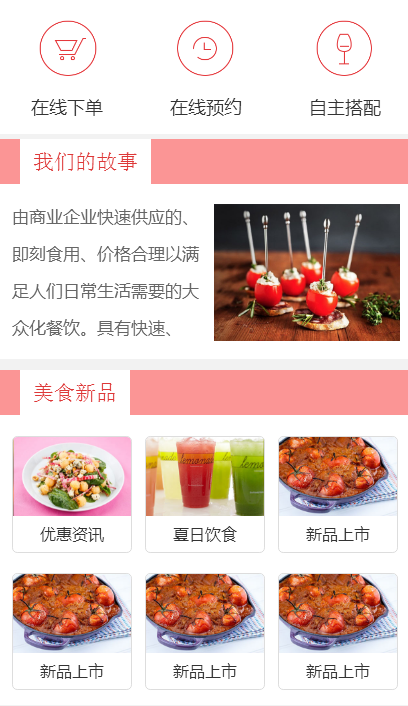 在线下单 在线预约 自主搭配
我们的故事
由商业企业快速供应的、
即刻食用、价格合理以满
足人们日常生活需要的大
众化餐饮。具有快速、
美食新品
优惠资讯 夏日饮食 新品上市
新品上市 新品上市 新品上市